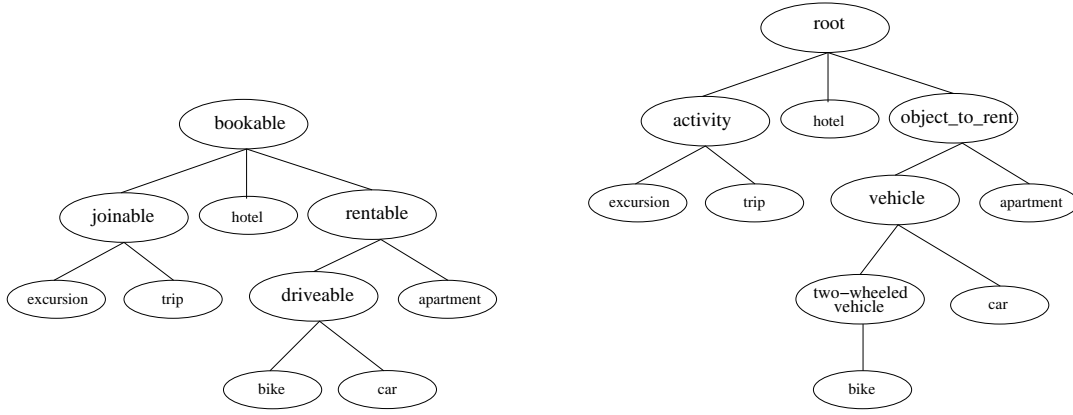 bookable
joinable
hotel
rentable
excursion
trip
driveable
apartment
bike
car
root
activity
hotel
object_to_rent
excursion
trip
vehicle
apartment
two-wheeled
vehicle
car
bike